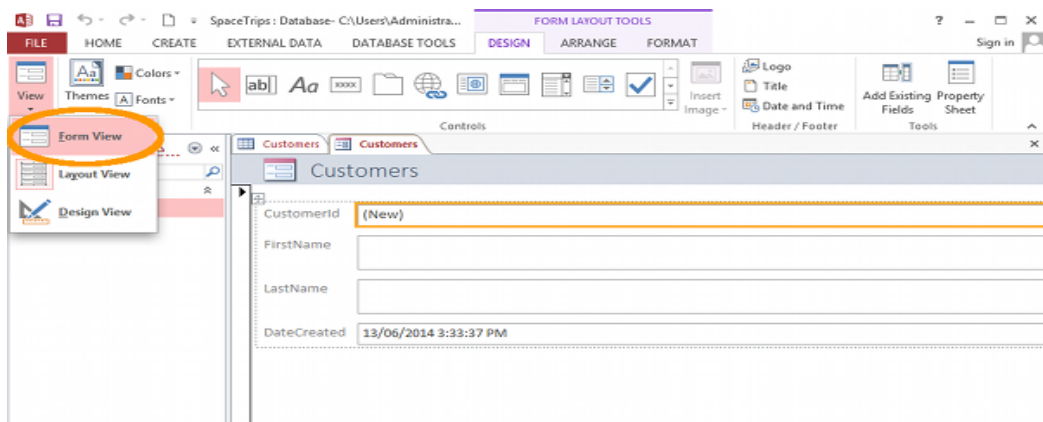 SpaceTrips : Database- C:\Users\Administra...
FORM LAYOUT TOOLS
?
FILE HOME CREATE EXTERNAL DATA DATABASE TOOLS DESIGN ARRANGE FORMAT Sign in
View
Themes
Aa
Colors
A Fonts
ab|
Aa
xxxx
Insert
Image
Logo
Title
Date and Time
Add Existing
Fields
Property
Sheet
Controls
Header / Footer
Tools
Form View
Layout View
Design View
Customers
Customers
Customers
CustomerId (New)
FirstName
LastName
DateCreated 13/06/2014 3:33:37 PM